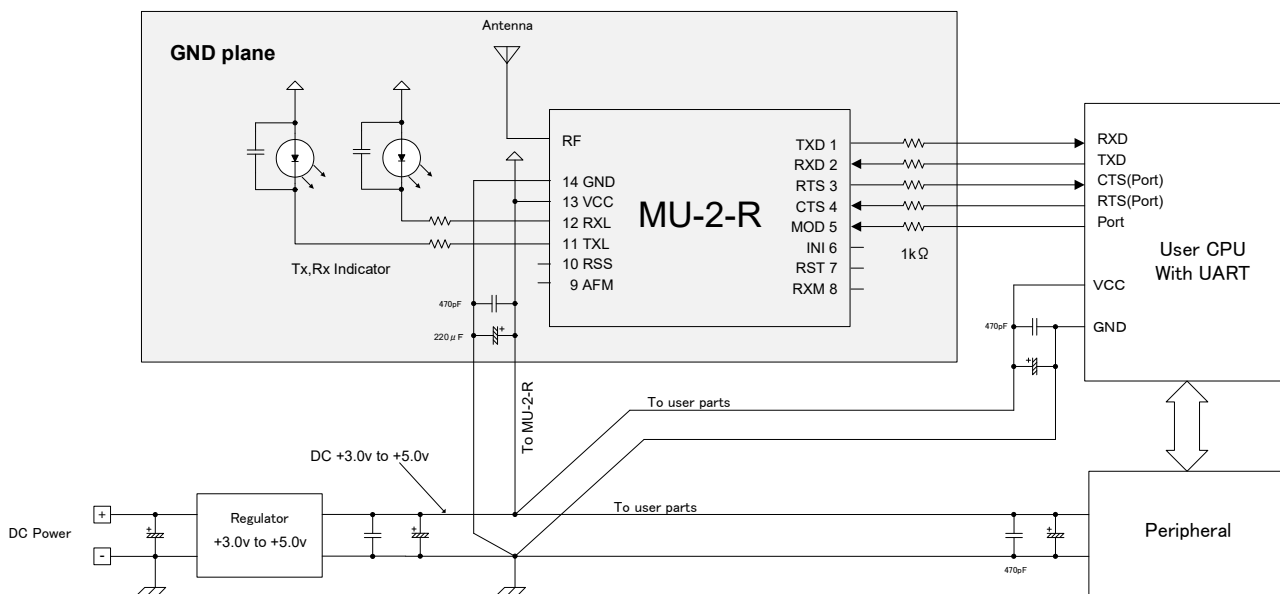 Antenna
GND plane
RF
14 GND
13 VCC
12 RXL
11 TXL
10 RSS
9 AFM
MU-2-R
TXD 1
RXD 2
RTS 3
CTS 4
MOD 5
INI 6
RST 7
RXM 8
1kΩ
RXD
TXD
CTS(Port)
RTS(Port)
Port
VCC
GND
User CPU
With UART
Tx,Rx Indicator
470pF
220μF
+
470pF
+
To MU-2-R
To user parts
DC +3.0v to +5.0v
To user parts
DC Power
+
-
+
Regulator
+3.0v to +5.0v
+
470pF
+
Peripheral